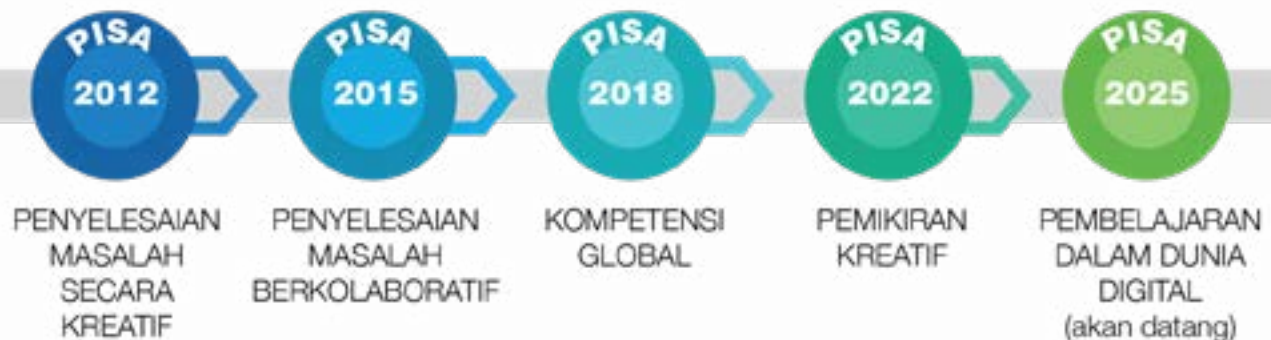 PISA
2012
PENYELESAIAN
MASALAH
SECARA
KREATIF
PISA
2015
PENYELESAIAN
MASALAH
BERKOLABORATIF
PISA
2018
KOMPETENSI
GLOBAL
PISA
2022
PEMIKIRAN
KREATIF
PISA
2025
PEMBELAJARAN
DALAM DUNIA
DIGITAL
(akan datang)